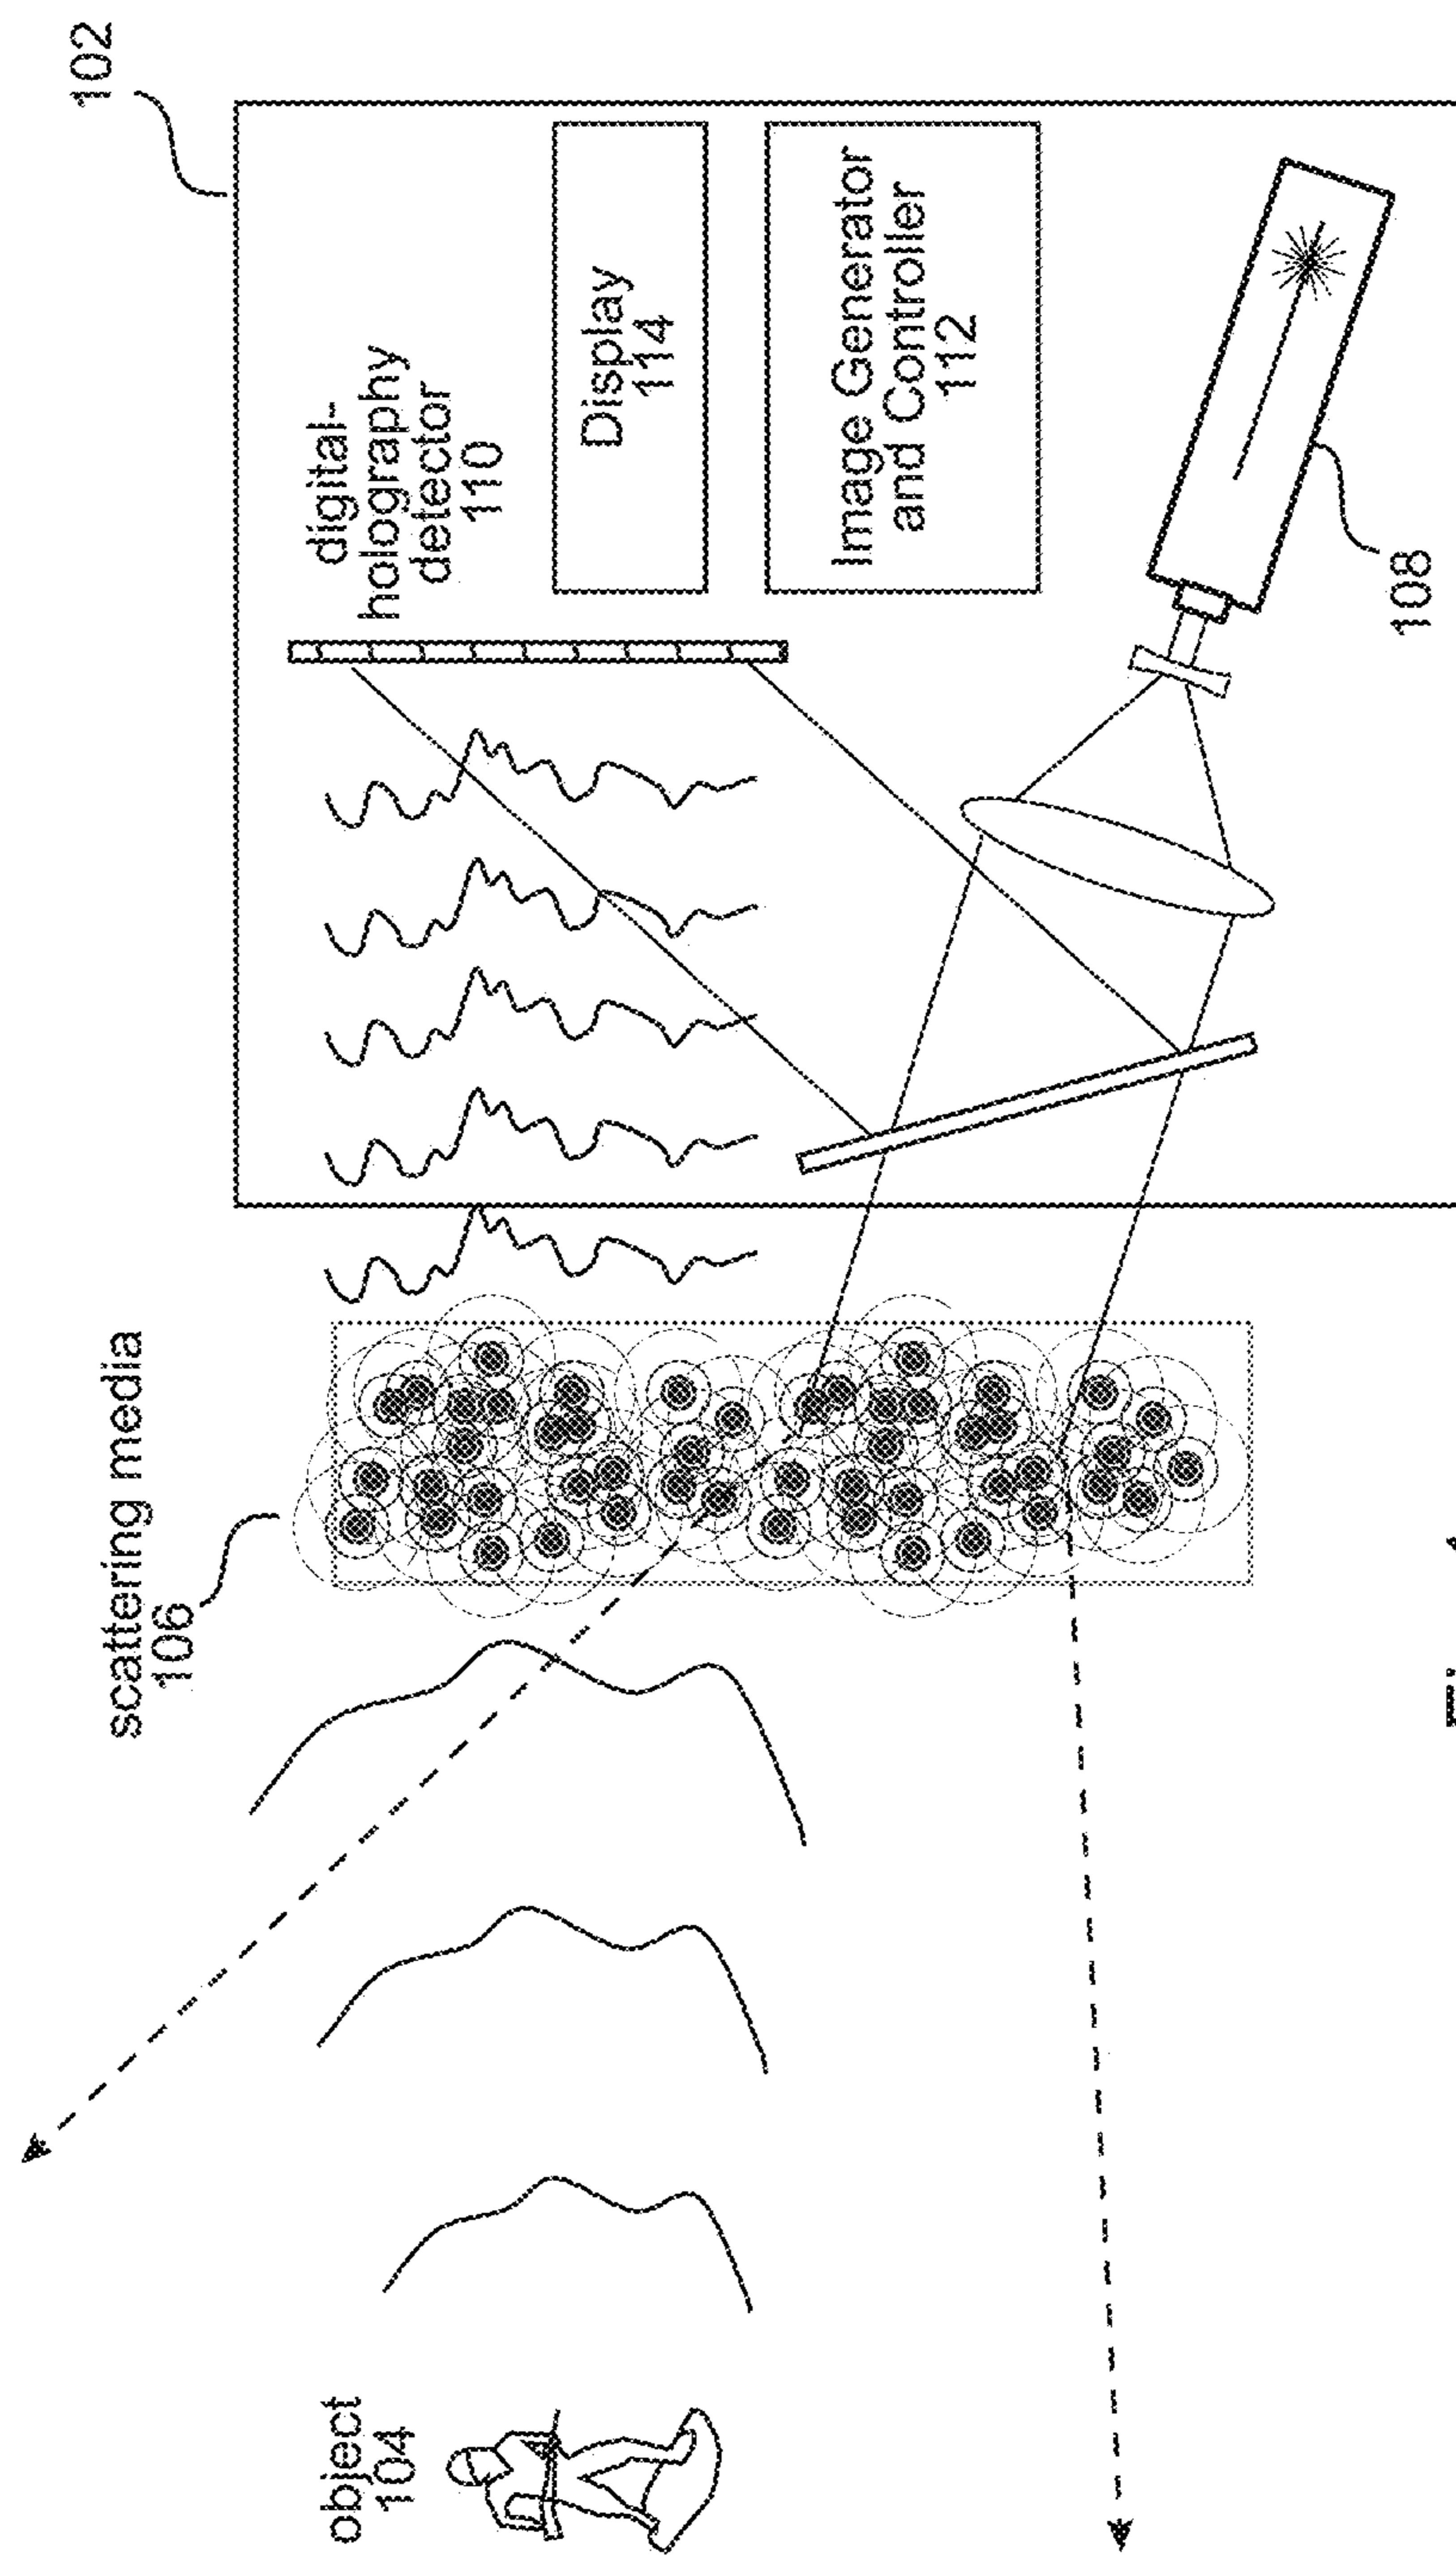 102
digital-
holography
detector
110
Display
114
Image Generator
and Controller
112
108
scattering media
106
object
104